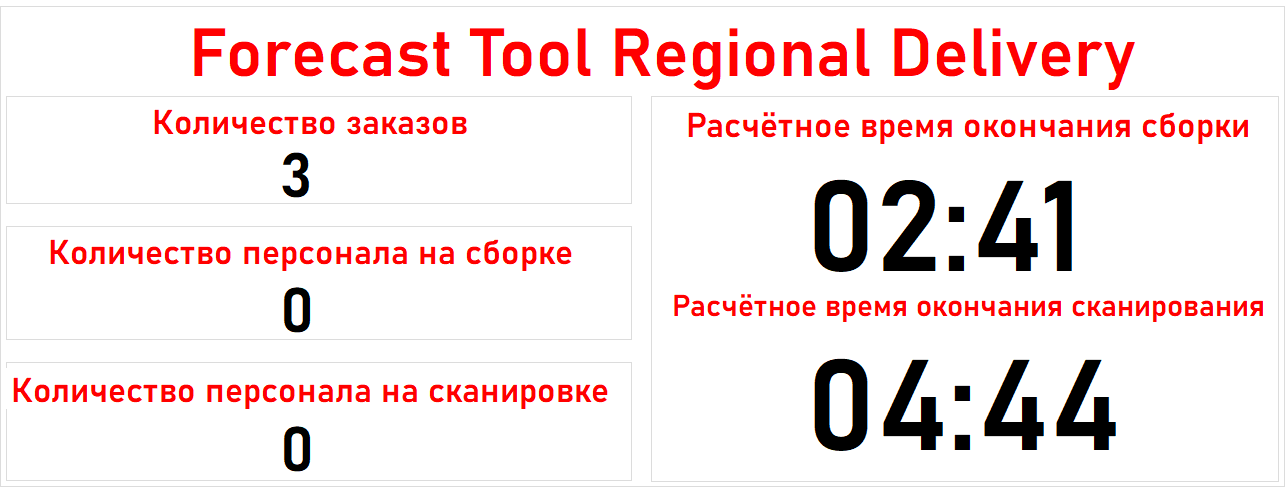 Forecast Tool Regional Delivery
Количество заказов
3
Количество персонала на сборке
0
Количество персонала на сканировке
0
Расчётное время окончания сборки
02:41
Расчётное время окончания сканирования
04:44